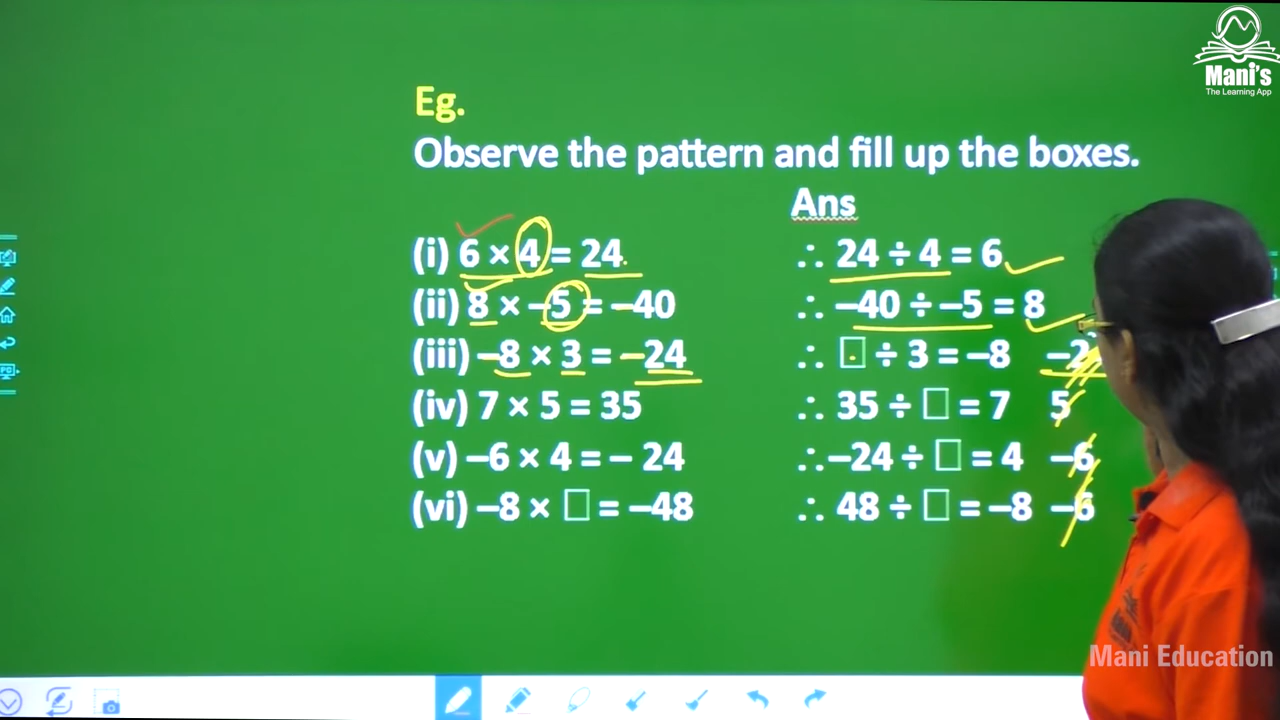 Mani's
The Learning App
Eg.
Observe the pattern and fill up the boxes.
Ans
(i) 6 × 4 = 24 ∴ 24 ÷ 4 = 6
(ii) 8 × –5 = –40 ∴ –40 ÷ –5 = 8
(iii) –8 × 3 = –24 ∴ □ ÷ 3 = –8
(iv) 7 × 5 = 35 ∴ 35 ÷ □ = 7 5
(v) –6 × 4 = – 24 ∴ –24 ÷ □ = 4 –6
(vi) –8 × □ = –48 ∴ 48 ÷ □ = –8 –6
Mani Education